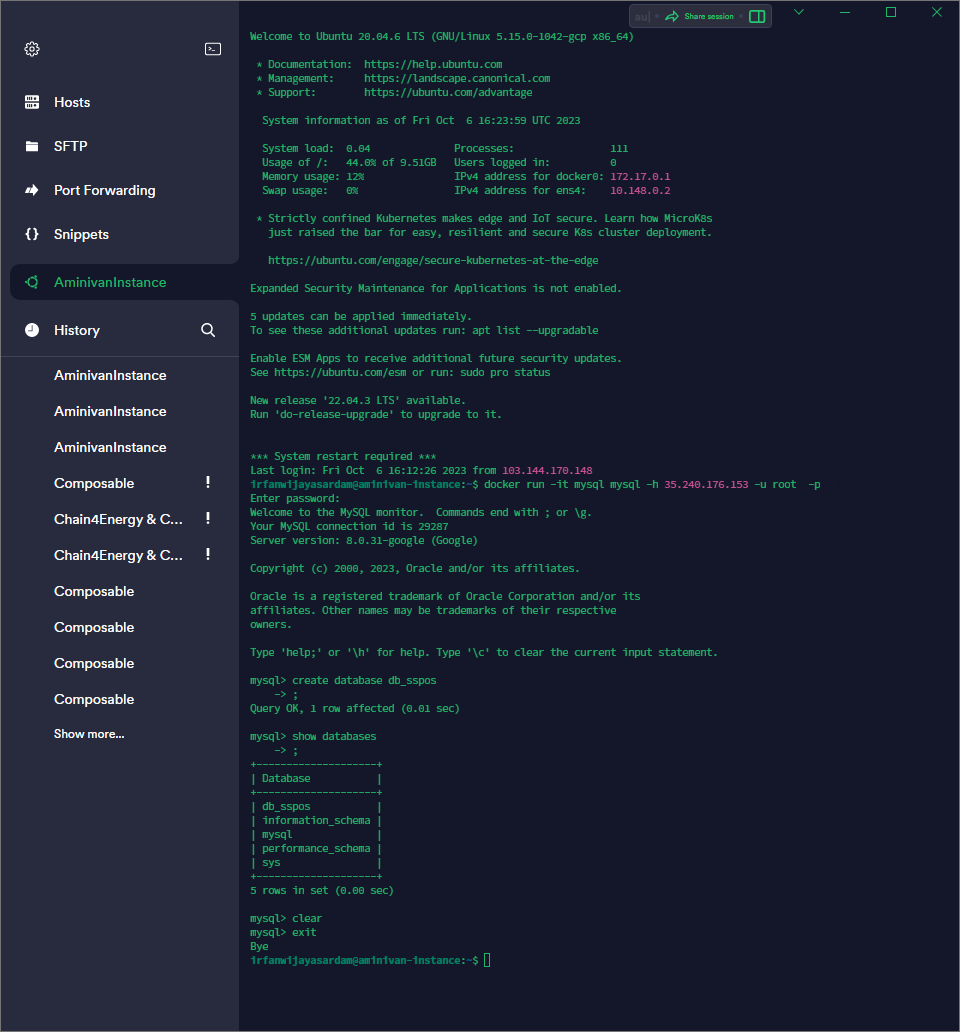 au| • Share session •
Hosts
SFTP
Port Forwarding
{} Snippets
AminivanInstance
History
AminivanInstance
AminivanInstance
AminivanInstance
Composable !
Chain4Energy & C... !
Chain4Energy & C... !
Composable
Composable
Composable
Composable
Show more...
Welcome to Ubuntu 20.04.6 LTS (GNU/Linux 5.15.0-1042-gcp x86_64)
* Documentation: https://help.ubuntu.com
* Management: https://landscape.canonical.com
* Support: https://ubuntu.com/advantage
System information as of Fri Oct 6 16:23:59 UTC 2023
System load: 0.04 Processes: 111
Usage of /: 44.0% of 9.51GB Users logged in: 0
Memory usage: 12% IPv4 address for docker0: 172.17.0.1
Swap usage: 0% IPv4 address for ens4: 10.148.0.2
* Strictly confined Kubernetes makes edge and IoT secure. Learn how MicroK8s
just raised the bar for easy, resilient and secure K8s cluster deployment.
https://ubuntu.com/engage/secure-kubernetes-at-the-edge
Expanded Security Maintenance for Applications is not enabled.
5 updates can be applied immediately.
To see these additional updates run: apt list --upgradable
Enable ESM Apps to receive additional future security updates.
See https://ubuntu.com/esm or run: sudo pro status
New release '22.04.3 LTS' available.
Run 'do-release-upgrade' to upgrade to it.
*** System restart required ***
Last login: Fri Oct 6 16:12:26 2023 from 103.144.170.148
irfanwijayasardam@aminivan-instance:~$ docker run -it mysql mysql -h 35.240.176.153 -u root -p
Enter password:
Welcome to the MySQL monitor. Commands end with ; or \g.
Your MySQL connection id is 29287
Server version: 8.0.31-google (Google)
Copyright (c) 2000, 2023, Oracle and/or its affiliates.
Oracle is a registered trademark of Oracle Corporation and/or its
affiliates. Other names may be trademarks of their respective
owners.
Type 'help;' or '\h' for help. Type '\c' to clear the current input statement.
mysql> create database db_sspos
-> ;
Query OK, 1 row affected (0.01 sec)
mysql> show databases
-> ;
+--------------------+
| Database |
+--------------------+
| db_sspos |
| information_schema |
| mysql |
| performance_schema |
| sys |
+--------------------+
5 rows in set (0.00 sec)
mysql> clear
mysql> exit
Bye
irfanwijayasardam@aminivan-instance:~$